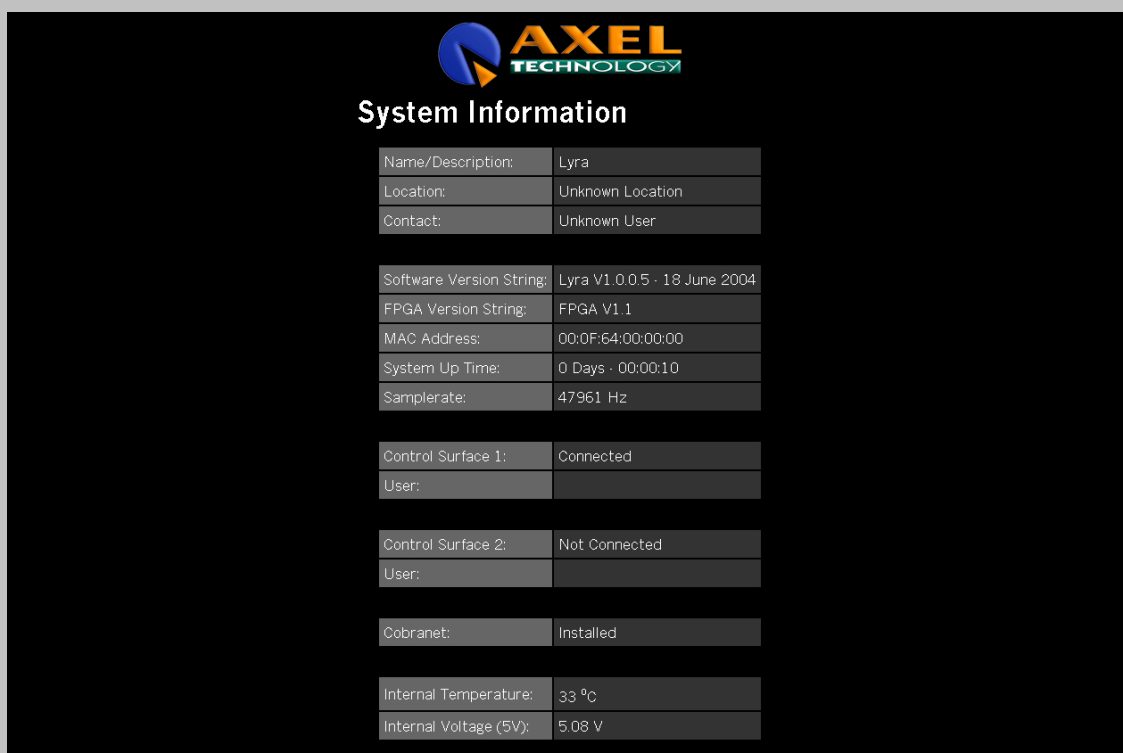 AXEL
TECHNOLOGY
System Information
Name/Description: Lyra
Location: Unknown Location
Contact: Unknown User
Software Version String: Lyra V1.0.0.5 - 18 June 2004
FPGA Version String: FPGA V1.1
MAC Address: 00:0F:64:00:00:00
System Up Time: 0 Days - 00:00:10
Samplerate: 47961 Hz
Control Surface 1: Connected
User:
Control Surface 2: Not Connected
User:
Cobranet: Installed
Internal Temperature: 33 ºC
Internal Voltage (5V): 5.08 V